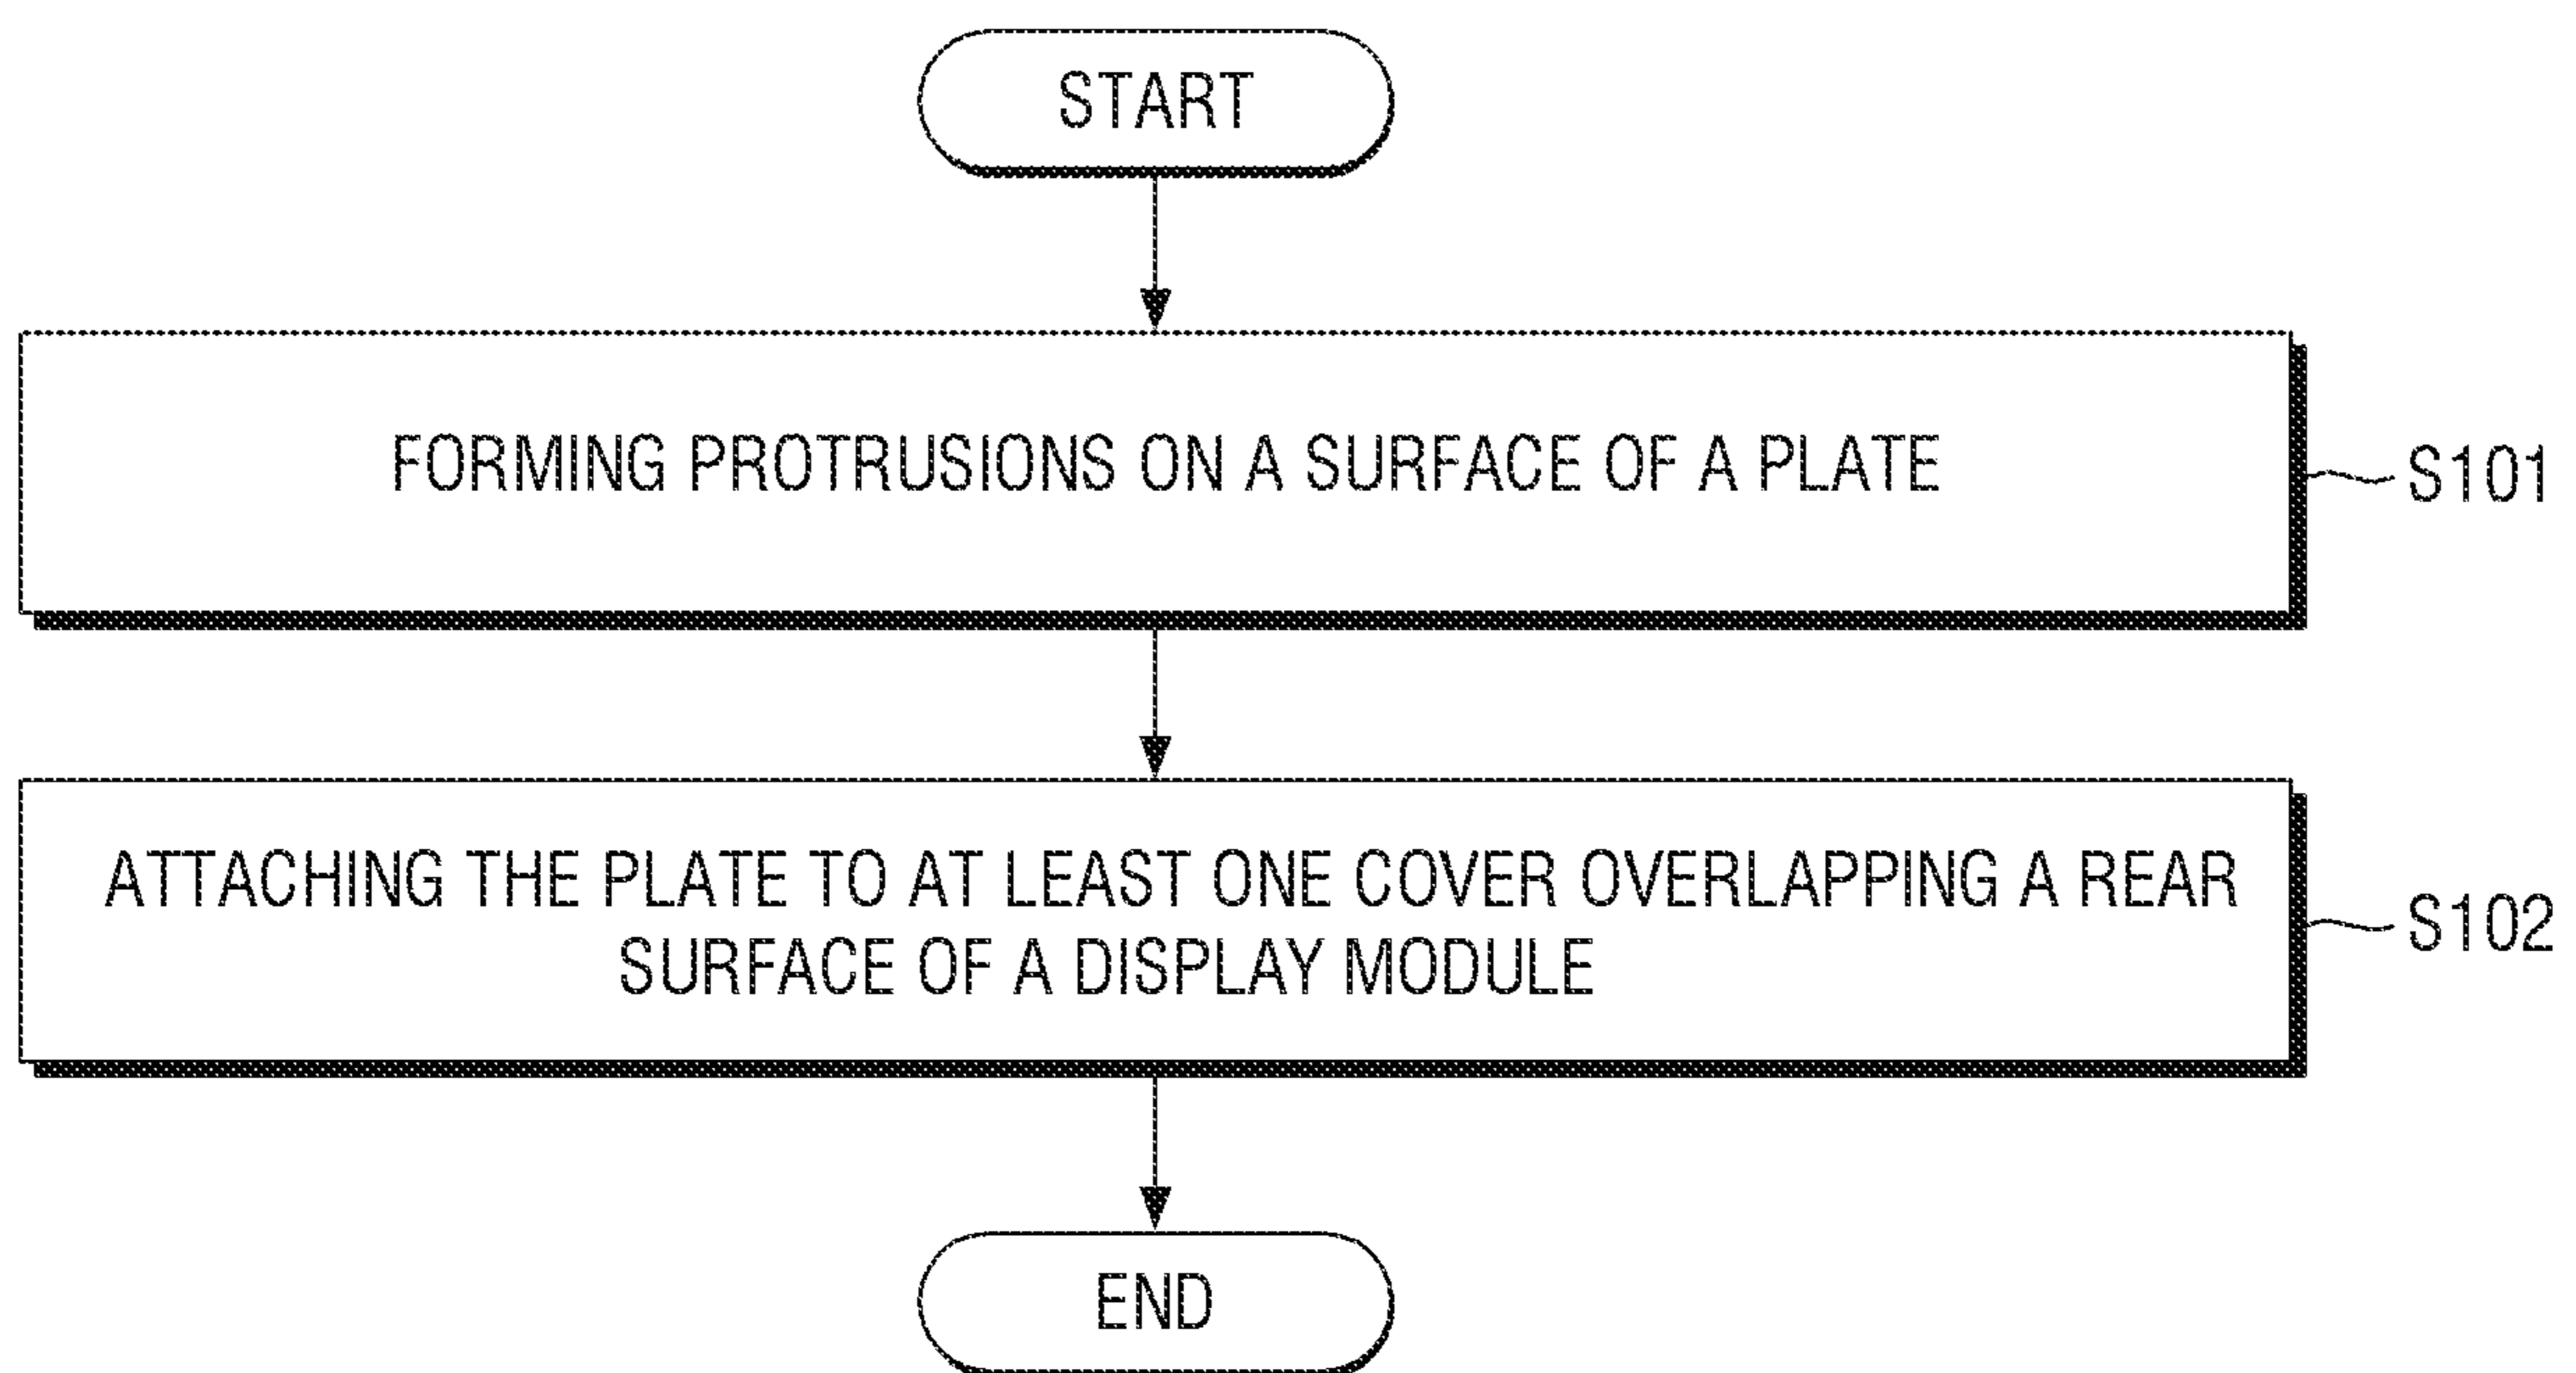 START
FORMING PROTRUSIONS ON A SURFACE OF A PLATE
S101
ATTACHING THE PLATE TO AT LEAST ONE COVER OVERLAPPING A REAR
SURFACE OF A DISPLAY MODULE
S102
END